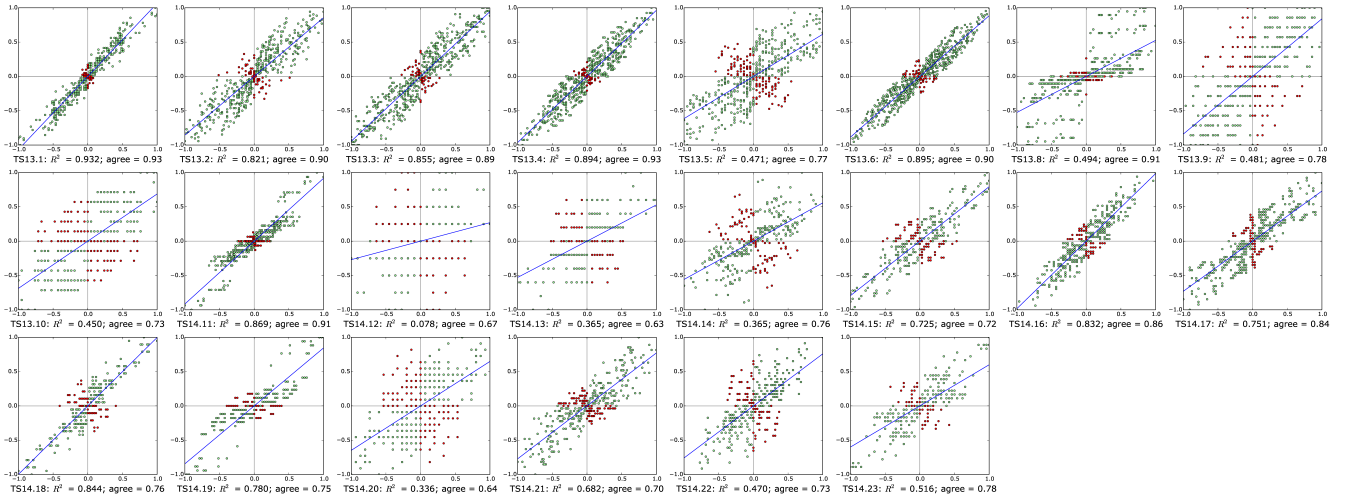 TS13.1: R² = 0.932; agree = 0.93
TS13.2: R² = 0.821; agree = 0.90
TS13.3: R² = 0.855; agree = 0.89
TS13.4: R² = 0.894; agree = 0.93
TS13.5: R² = 0.471; agree = 0.77
TS13.6: R² = 0.895; agree = 0.90
TS13.8: R² = 0.494; agree = 0.91
TS13.9: R² = 0.481; agree = 0.78
TS13.10: R² = 0.450; agree = 0.73
TS14.11: R² = 0.869; agree = 0.91
TS14.12: R² = 0.078; agree = 0.67
TS14.13: R² = 0.365; agree = 0.63
TS14.14: R² = 0.365; agree = 0.76
TS14.15: R² = 0.725; agree = 0.72
TS14.16: R² = 0.832; agree = 0.86
TS14.17: R² = 0.751; agree = 0.84
TS14.18: R² = 0.844; agree = 0.76
TS14.19: R² = 0.780; agree = 0.75
TS14.20: R² = 0.336; agree = 0.64
TS14.21: R² = 0.682; agree = 0.70
TS14.22: R² = 0.470; agree = 0.73
TS14.23: R² = 0.516; agree = 0.78